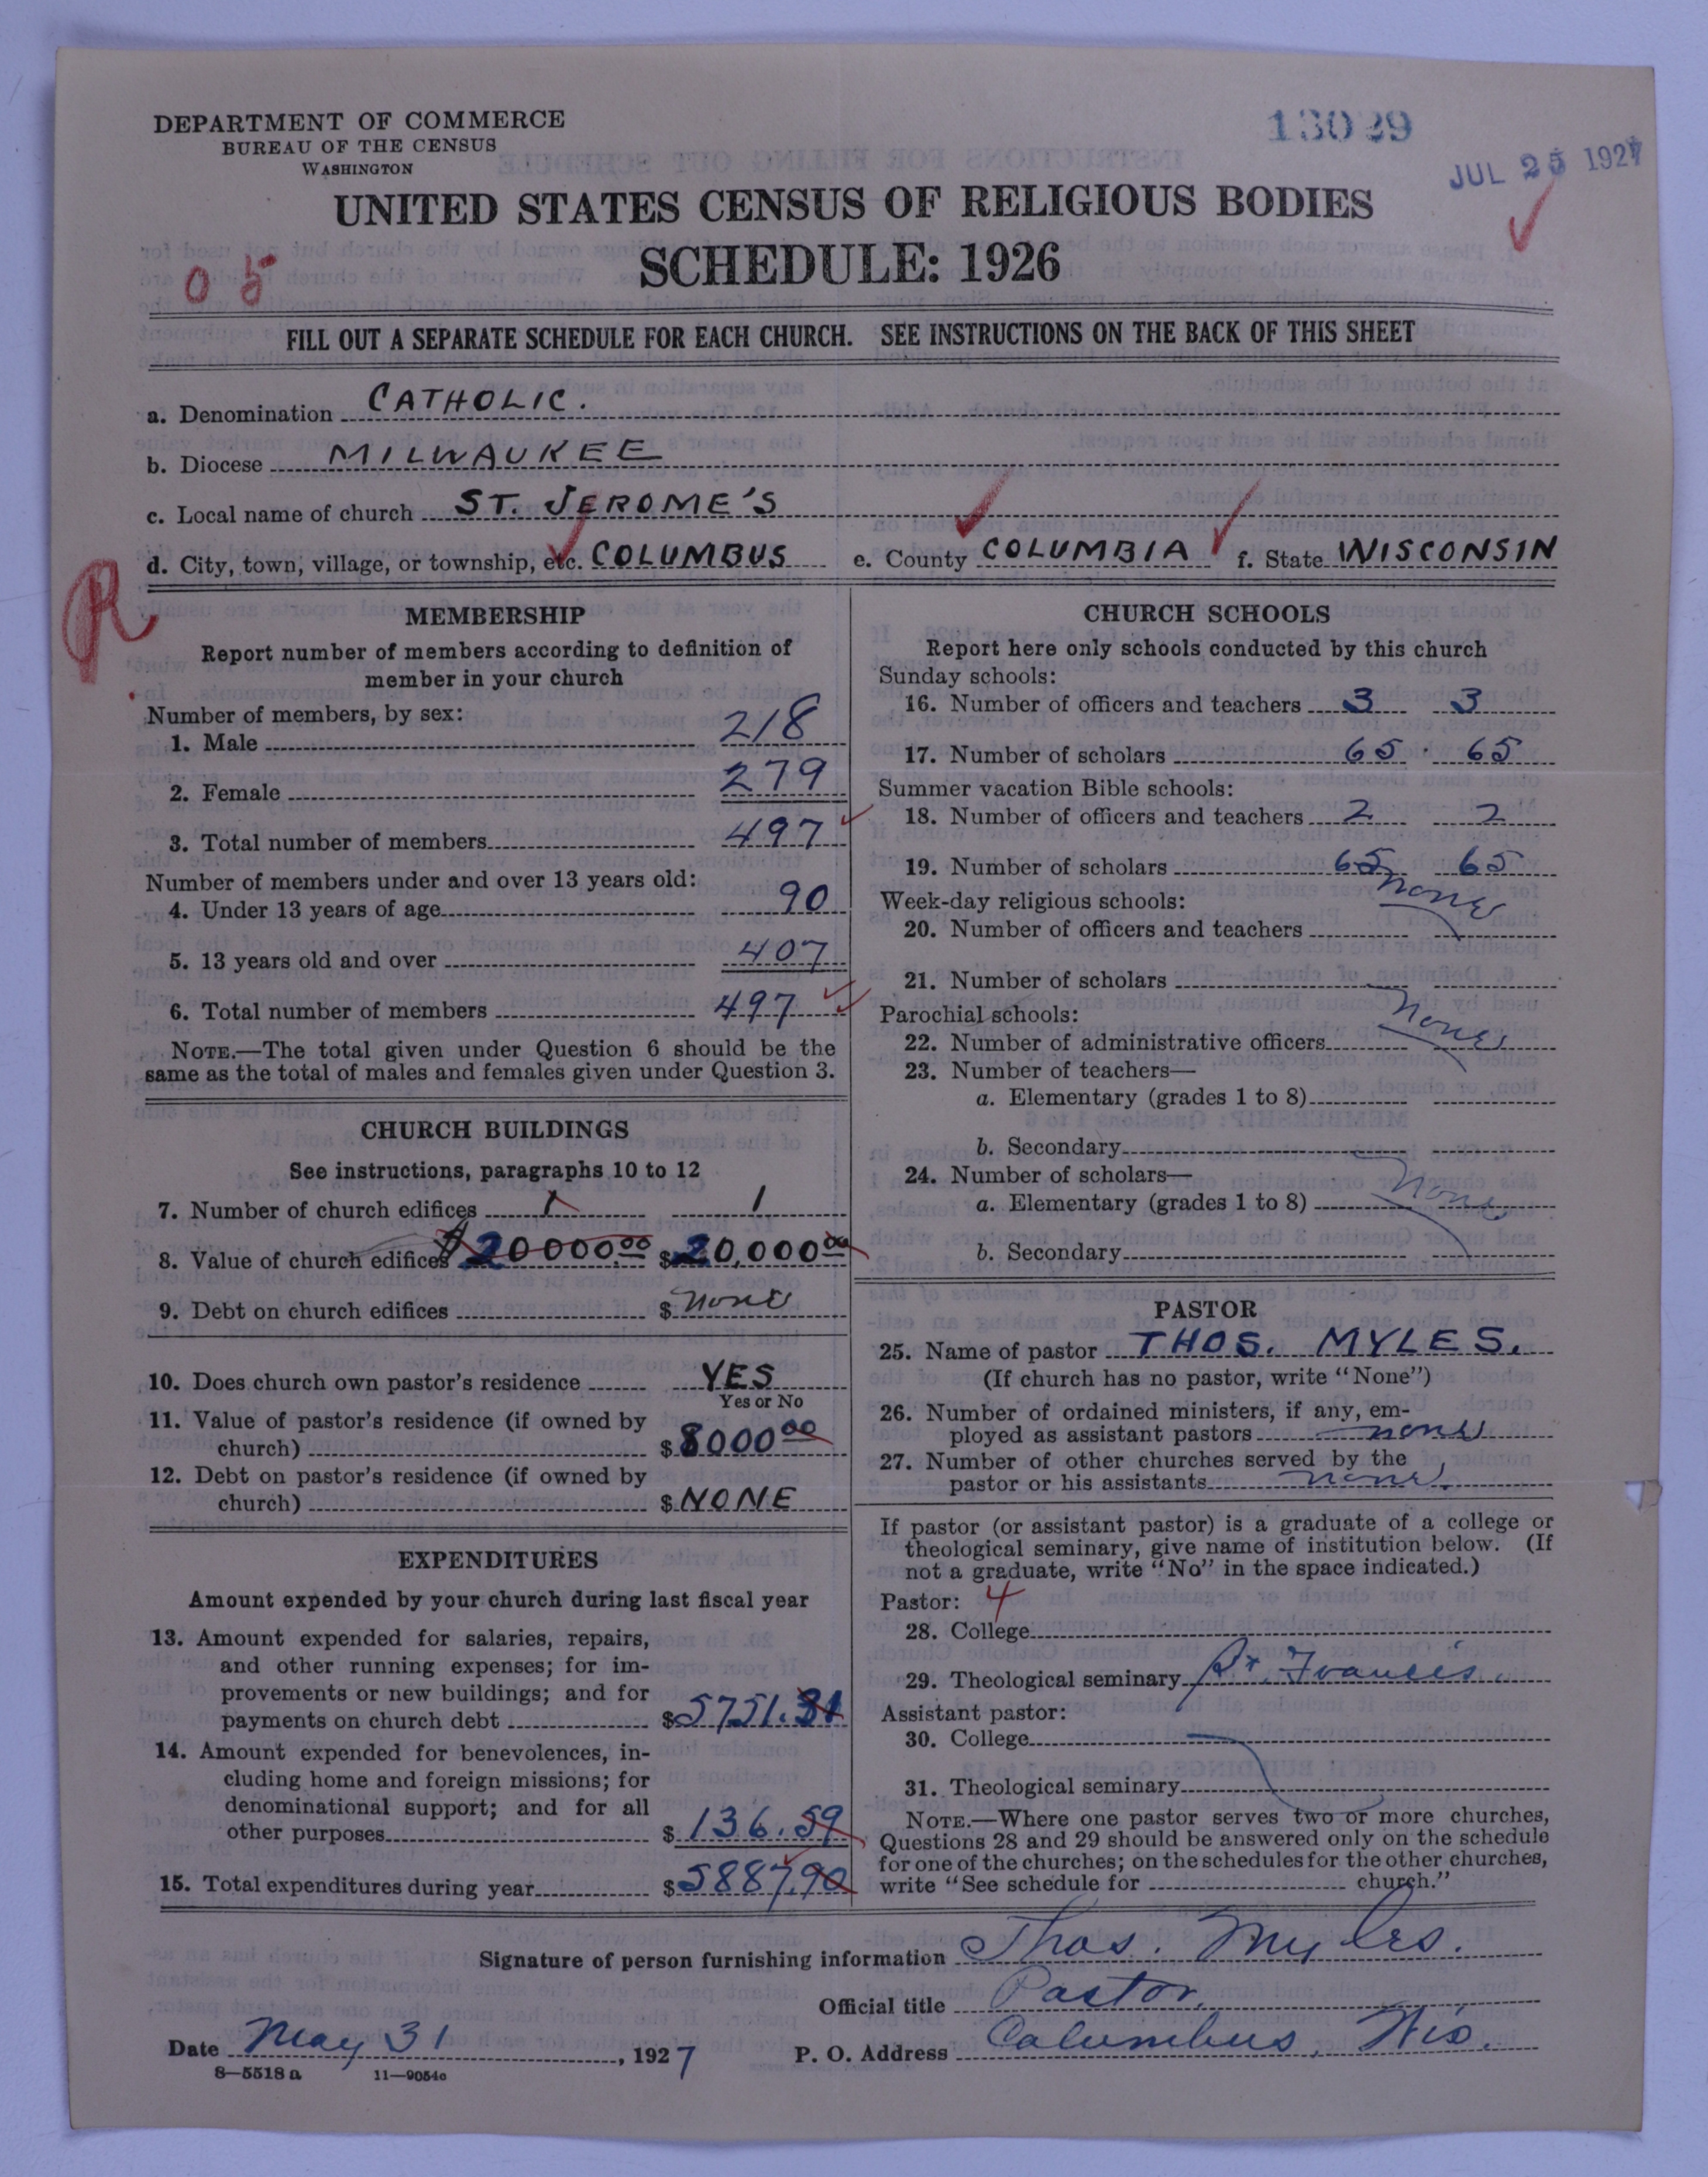 DEPARTMENT OF COMMERCE
BUREAU OF THE CENSUS
WASHINGTON
13029
JUL 25 1927
UNITED STATES CENSUS OF RELIGIOUS BODIES
SCHEDULE: 1926
05
FILL OUT A SEPARATE SCHEDULE FOR EACH CHURCH. SEE INSTRUCTIONS ON THE BACK OF THIS SHEET
a. Denomination CATHOLIC.
b. Diocese MILWAUKEE
c. Local name of church ST. JEROME'S
d. City, town, village, or township, etc. COLUMBUS e. County COLUMBIA f. State WISCONSIN
R
MEMBERSHIP
Report number of members according to definition of
member in your church
Number of members, by sex:
1. Male 218
2. Female 279
3. Total number of members 497
Number of members under and over 13 years old:
4. Under 13 years of age 90
5. 13 years old and over 407
6. Total number of members 497
NOTE.—The total given under Question 6 should be the
same as the total of males and females given under Question 3.
CHURCH BUILDINGS
See instructions, paragraphs 10 to 12
7. Number of church edifices 1 1
8. Value of church edifices $20000.00 $20,000.00
9. Debt on church edifices $ none
10. Does church own pastor's residence YES
Yes or No
11. Value of pastor's residence (if owned by
church) $8000.00
12. Debt on pastor's residence (if owned by
church) $ NONE
EXPENDITURES
Amount expended by your church during last fiscal year
13. Amount expended for salaries, repairs,
and other running expenses; for im-
provements or new buildings; and for
payments on church debt $5751.31
14. Amount expended for benevolences, in-
cluding home and foreign missions; for
denominational support; and for all
other purposes $136.59
15. Total expenditures during year $5887.90
CHURCH SCHOOLS
Report here only schools conducted by this church
Sunday schools:
16. Number of officers and teachers 3 3
17. Number of scholars 65 65
Summer vacation Bible schools:
18. Number of officers and teachers 2 2
19. Number of scholars 65 65
Week-day religious schools: none
20. Number of officers and teachers
21. Number of scholars
Parochial schools: none
22. Number of administrative officers
23. Number of teachers—
a. Elementary (grades 1 to 8)
b. Secondary
24. Number of scholars— none
a. Elementary (grades 1 to 8)
b. Secondary
PASTOR
25. Name of pastor THOS. MYLES.
(If church has no pastor, write "None")
26. Number of ordained ministers, if any, em-
ployed as assistant pastors none
27. Number of other churches served by the
pastor or his assistants none.
If pastor (or assistant pastor) is a graduate of a college or
theological seminary, give name of institution below. (If
not a graduate, write "No" in the space indicated.)
Pastor: 4
28. College
29. Theological seminary St. Francis.
Assistant pastor:
30. College
31. Theological seminary
NOTE.—Where one pastor serves two or more churches,
Questions 28 and 29 should be answered only on the schedule
for one of the churches; on the schedules for the other churches,
write "See schedule for church."
Signature of person furnishing information Thos. Myles.
Official title Pastor.
Date May 31, 1927 P. O. Address Columbus, Wis.
8—5518 a 11—9054c